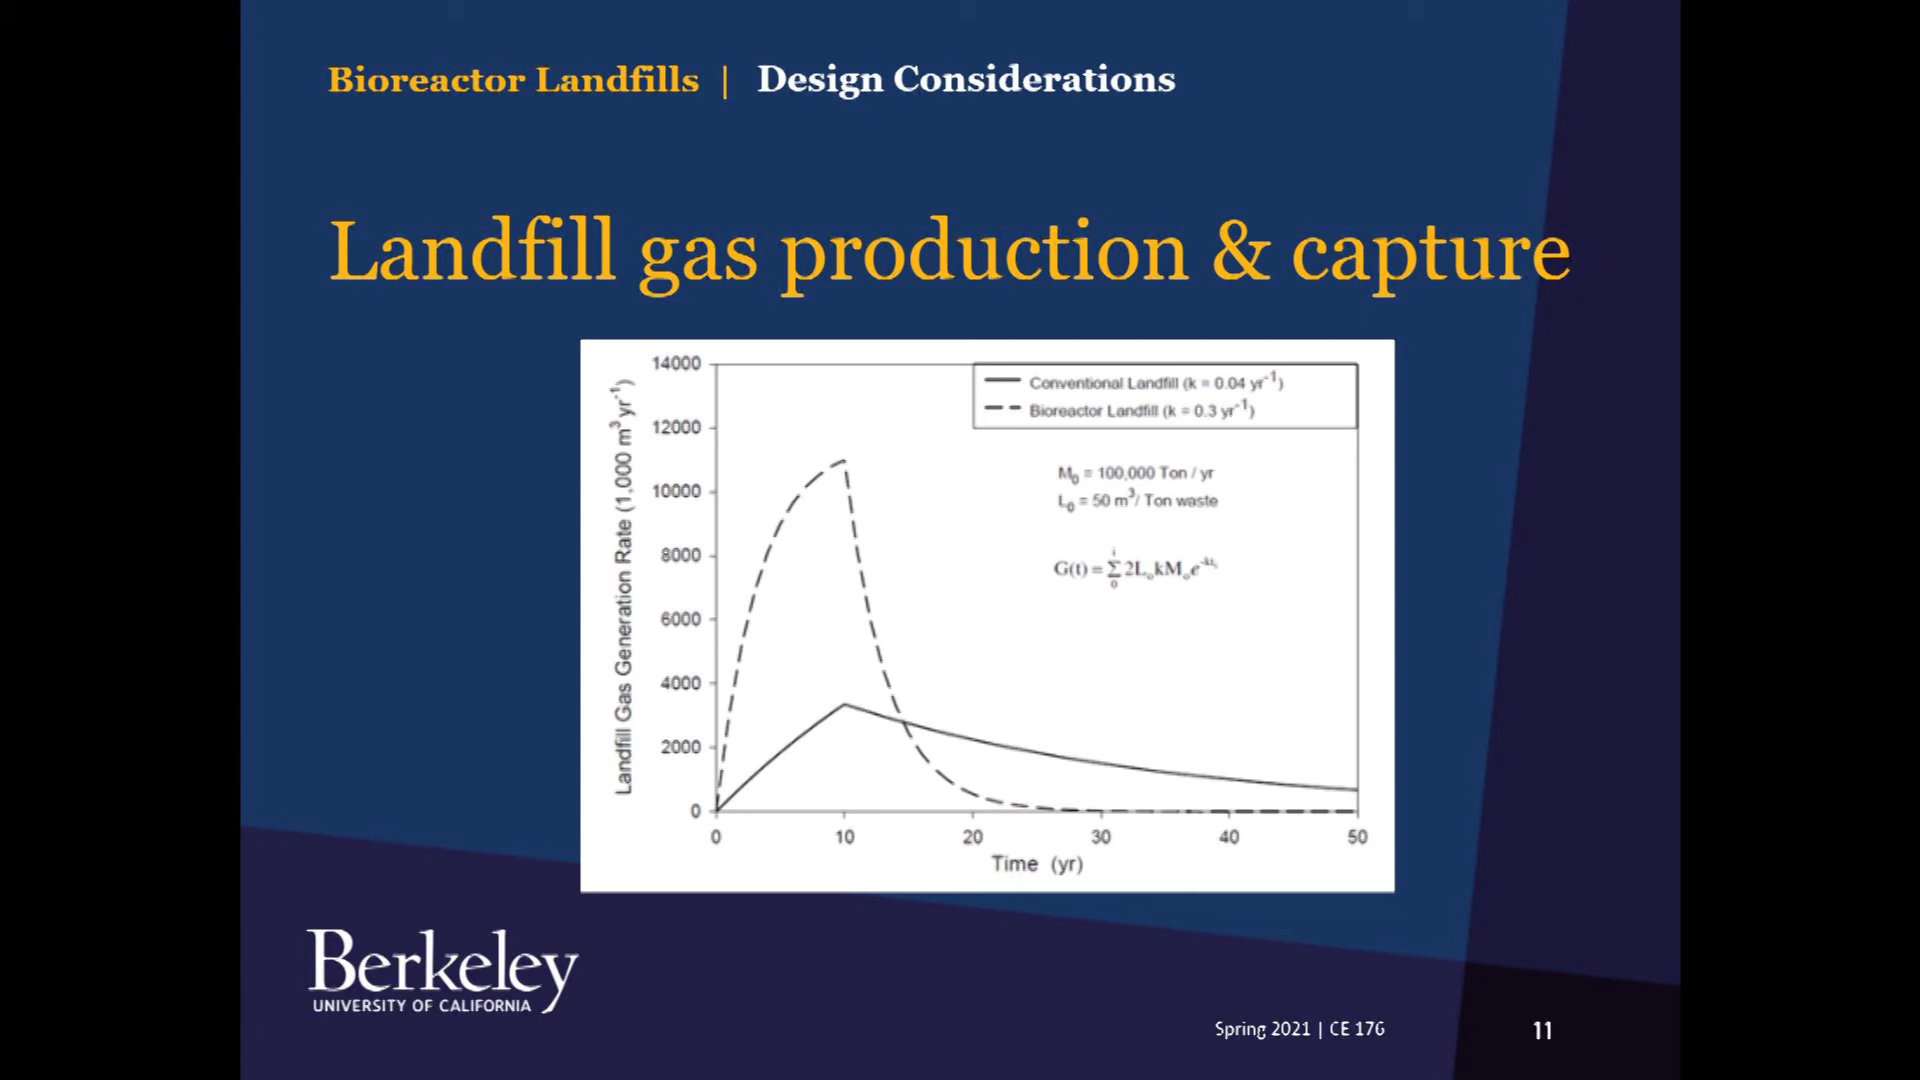 Bioreactor Landfills | Design Considerations
Landfill gas production & capture
14000
12000
10000
8000
6000
4000
2000
0
Landfill Gas Generation Rate (1,000 m³ yr⁻¹)
Conventional Landfill (k = 0.04 yr⁻¹)
Bioreactor Landfill (k = 0.3 yr⁻¹)
M₀ = 100,000 Ton / yr
L₀ = 50 m³/ Ton waste
G(t) = Σ 2LₒkMₒe
0 10 20 30 40 50
Time (yr)
Berkeley
UNIVERSITY OF CALIFORNIA
Spring 2021 | CE 176
11